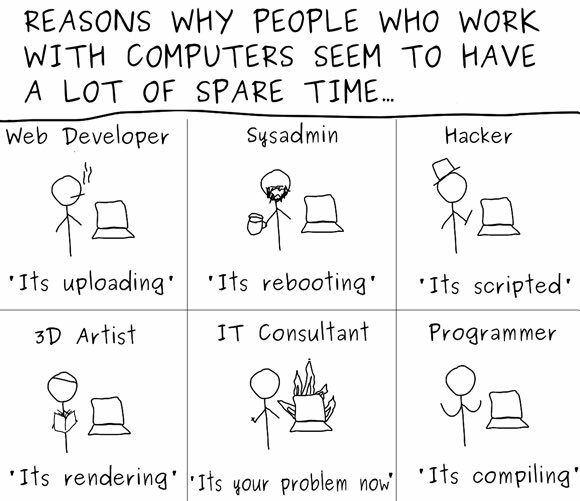 REASONS WHY PEOPLE WHO WORK
WITH COMPUTERS SEEM TO HAVE
A LOT OF SPARE TIME...
Web Developer
'Its uploading'
Sysadmin
'Its rebooting'
Hacker
'Its scripted'
3D Artist
'Its rendering'
IT Consultant
'Its your problem now'
Programmer
'Its compiling'